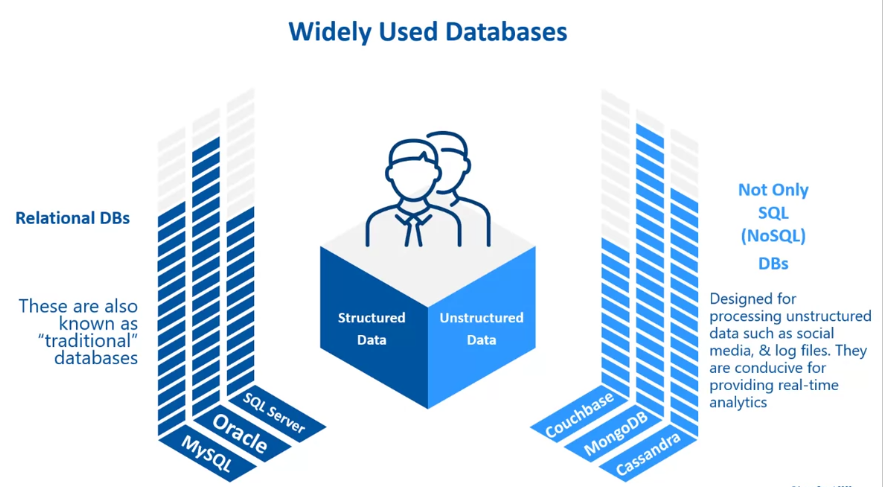 Widely Used Databases
Relational DBs
These are also
known as
“traditional”
databases
Structured
Data
Unstructured
Data
SQL Server
Oracle
MySQL
Couchbase
MongoDB
Cassandra
Not Only
SQL
(NoSQL)
DBs
Designed for
processing unstructured
data such as social
media, & log files. They
are conducive for
providing real-time
analytics